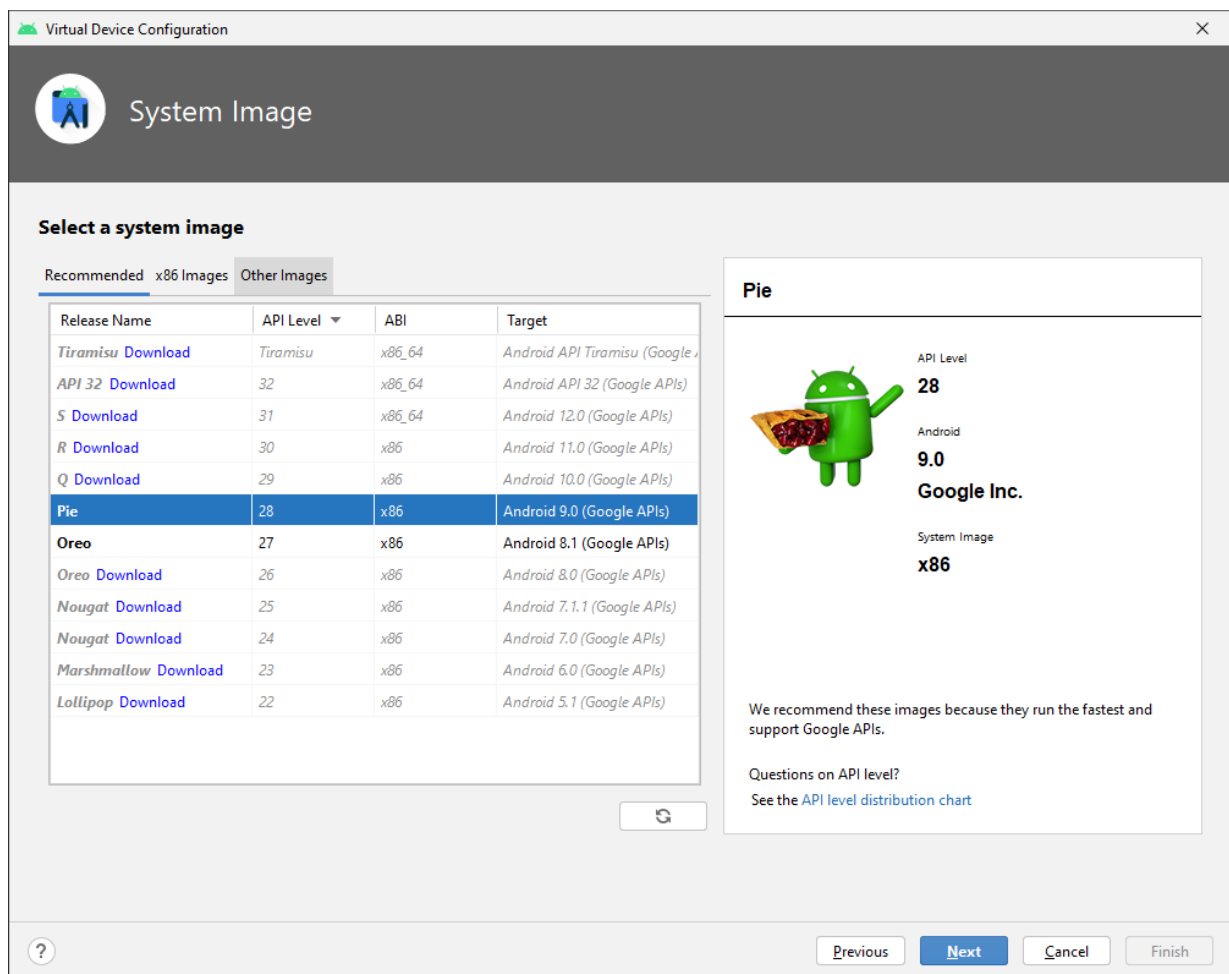 Virtual Device Configuration
System Image
Select a system image
Recommended x86 Images Other Images
Release Name API Level ABI Target
Tiramisu Download Tiramisu x86_64 Android API Tiramisu (Google
API 32 Download 32 x86_64 Android API 32 (Google APIs)
S Download 31 x86_64 Android 12.0 (Google APIs)
R Download 30 x86 Android 11.0 (Google APIs)
Q Download 29 x86 Android 10.0 (Google APIs)
Pie 28 x86 Android 9.0 (Google APIs)
Oreo 27 x86 Android 8.1 (Google APIs)
Oreo Download 26 x86 Android 8.0 (Google APIs)
Nougat Download 25 x86 Android 7.1.1 (Google APIs)
Nougat Download 24 x86 Android 7.0 (Google APIs)
Marshmallow Download 23 x86 Android 6.0 (Google APIs)
Lollipop Download 22 x86 Android 5.1 (Google APIs)
Pie
API Level
28
Android
9.0
Google Inc.
System Image
x86
We recommend these images because they run the fastest and
support Google APIs.
Questions on API level?
See the API level distribution chart
? Previous Next Cancel Finish